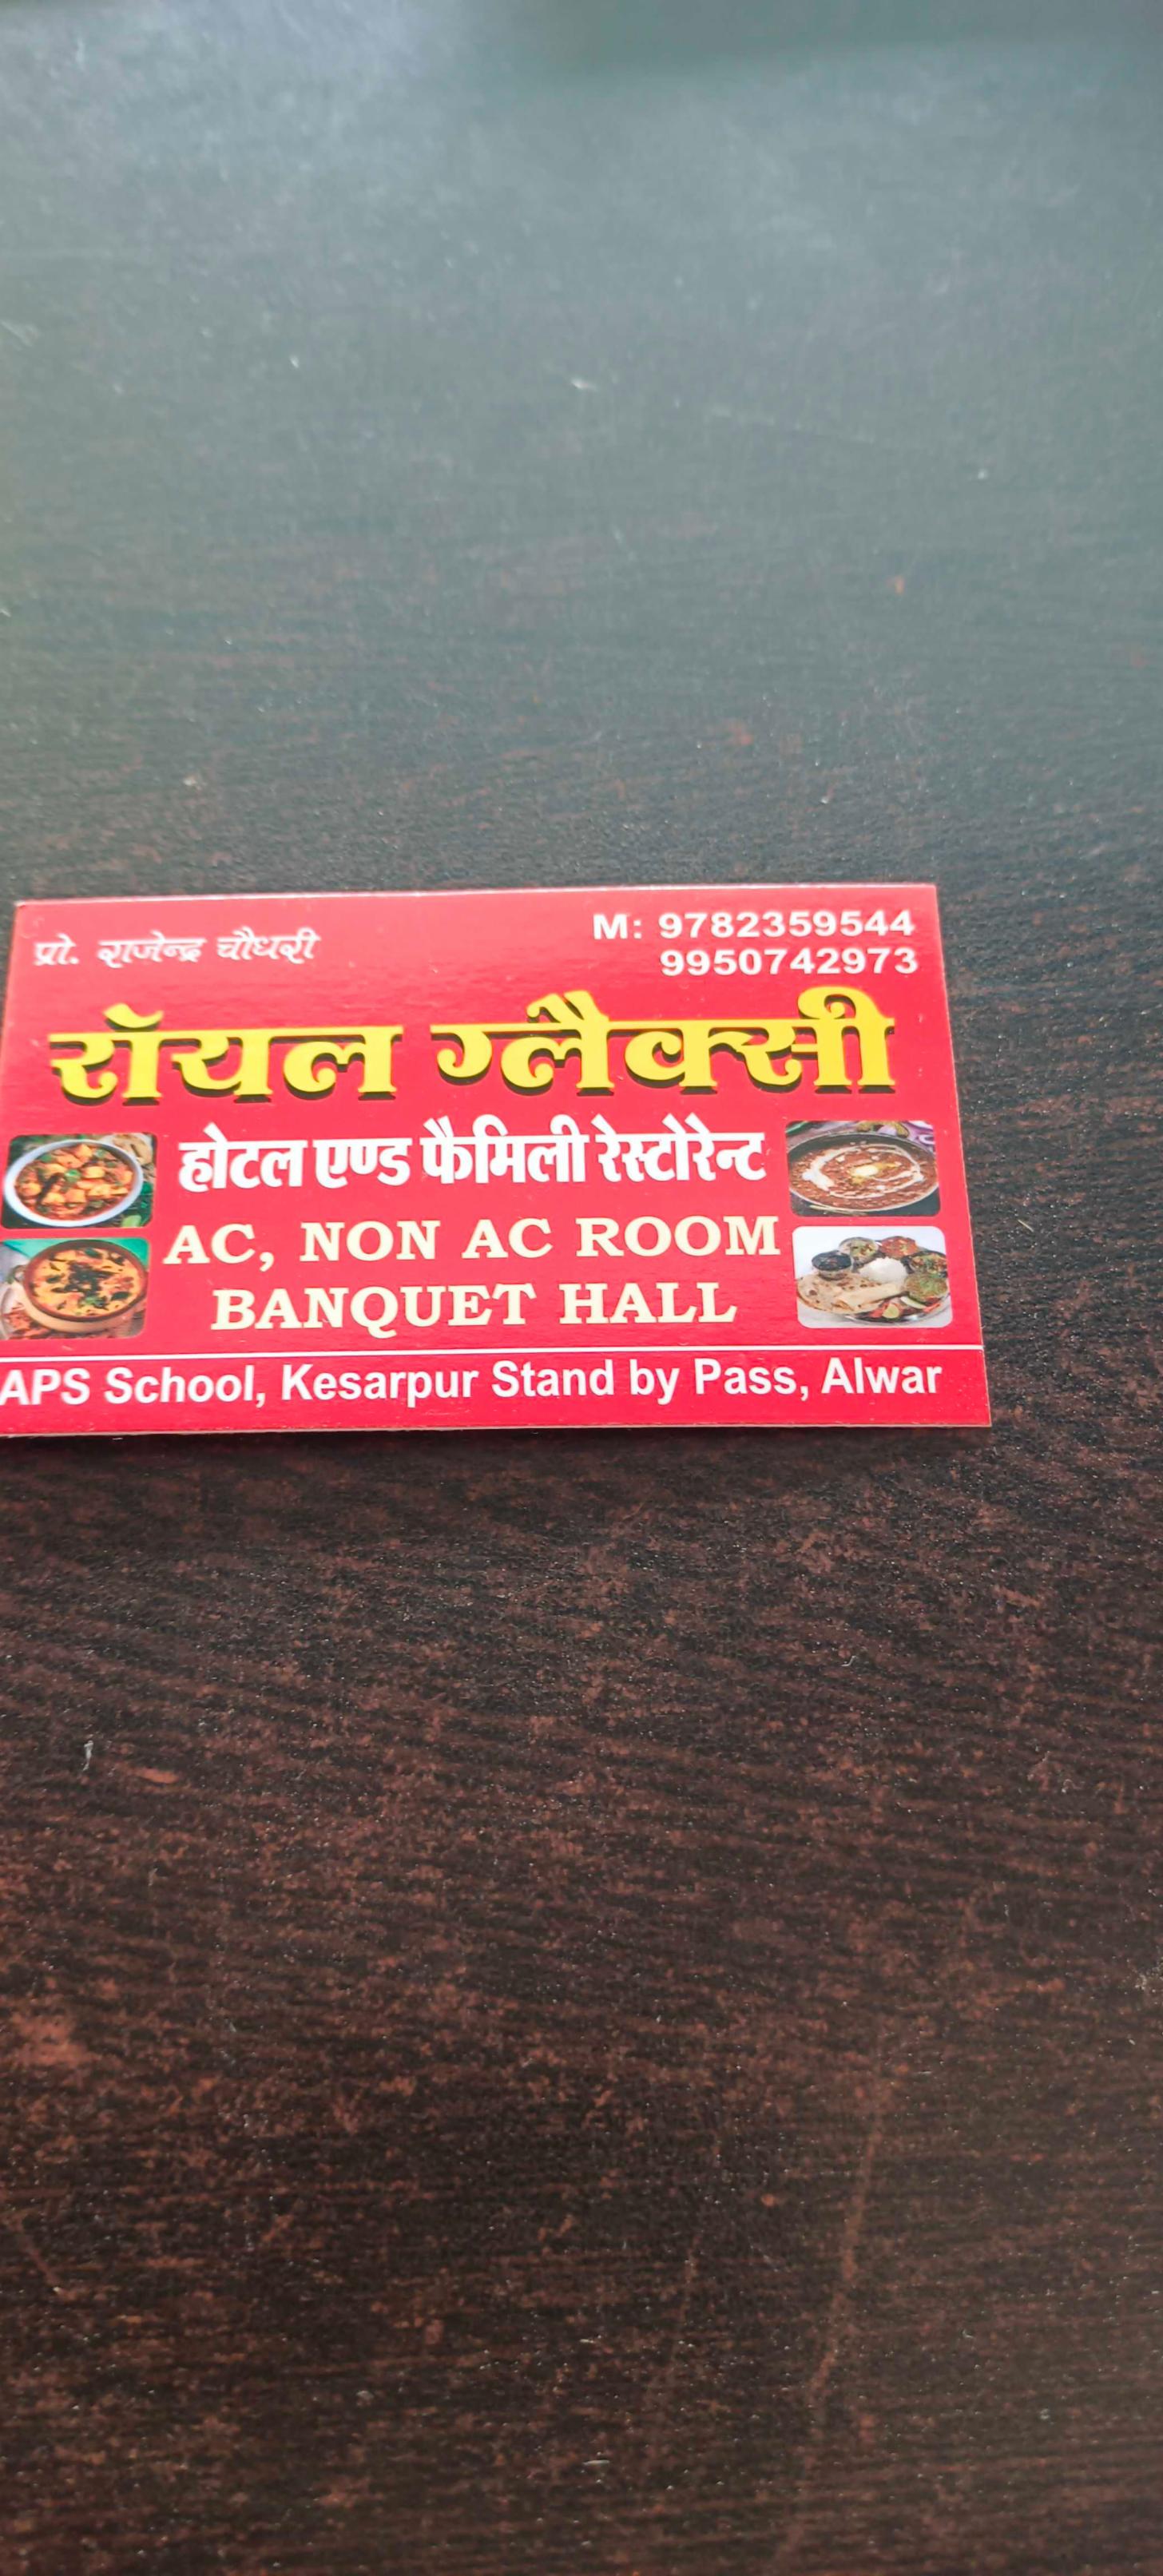 प्रो. राजेन्द्र चौधरी
M: 9782359544
9950742973
रॉयल ग्लैक्सी
होटल एण्ड फैमिली रेस्टोरेन्ट
AC, NON AC ROOM
BANQUET HALL
APS School, Kesarpur Stand by Pass, Alwar